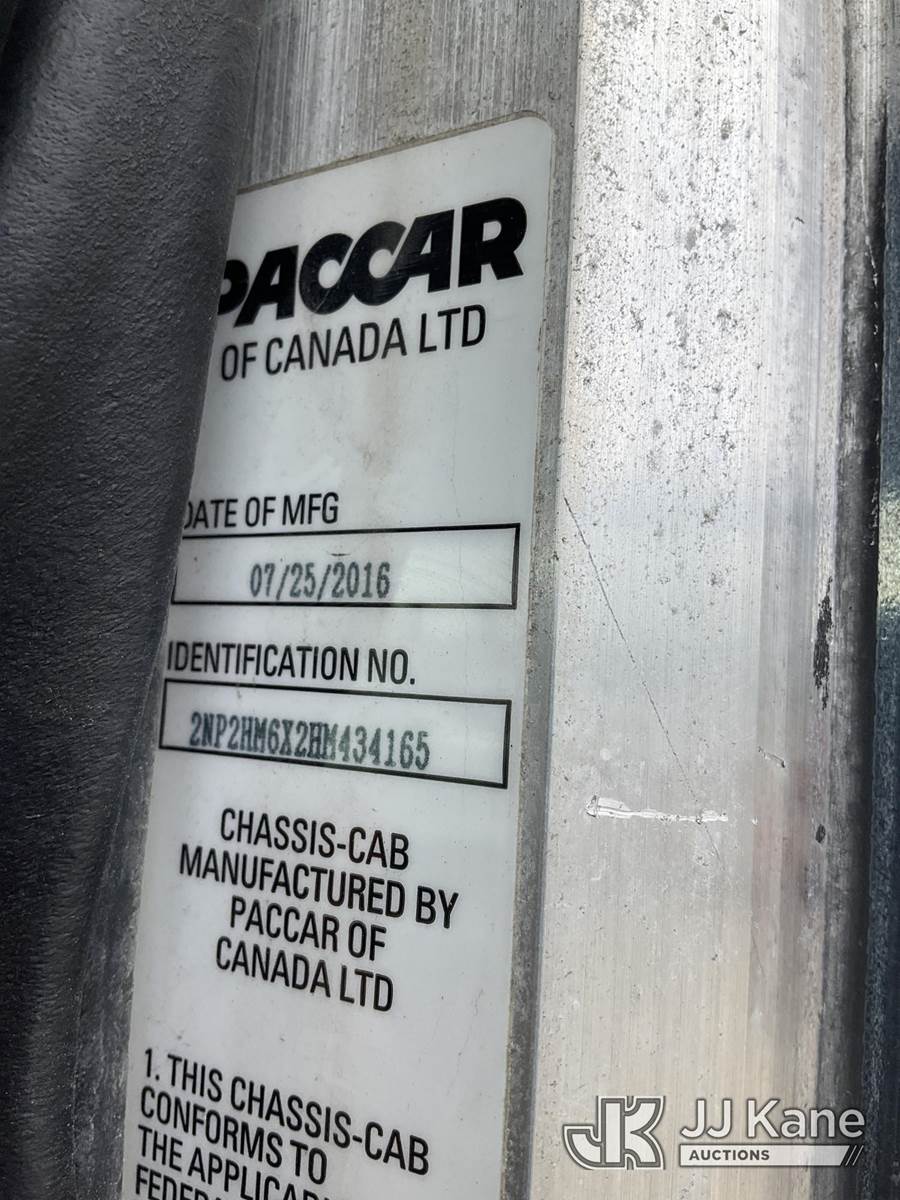 PACCAR
OF CANADA LTD
DATE OF MFG
07/25/2016
IDENTIFICATION NO.
2NP2HM6X2HM434165
CHASSIS-CAB
MANUFACTURED BY
PACCAR OF
CANADA LTD
1. THIS CHASSIS-CAB
CONFORMS TO
THE
JJ Kane
AUCTIONS